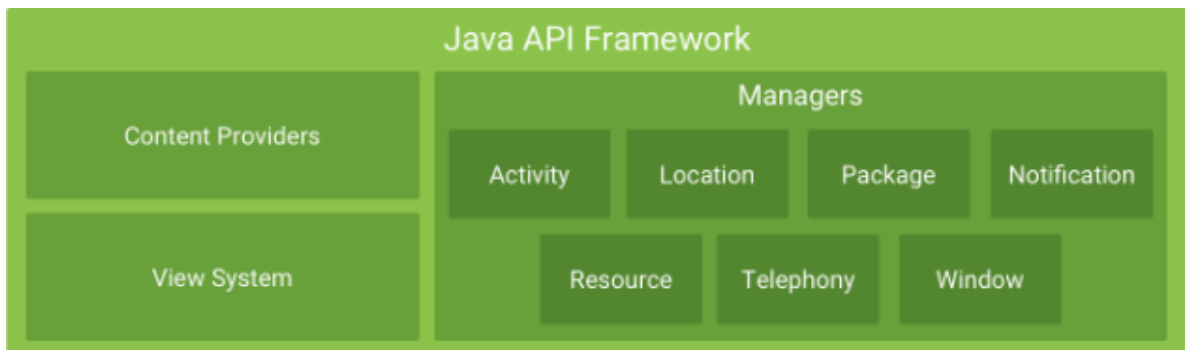 Java API Framework
Content Providers
View System
Managers
Activity
Location
Package
Notification
Resource
Telephony
Window